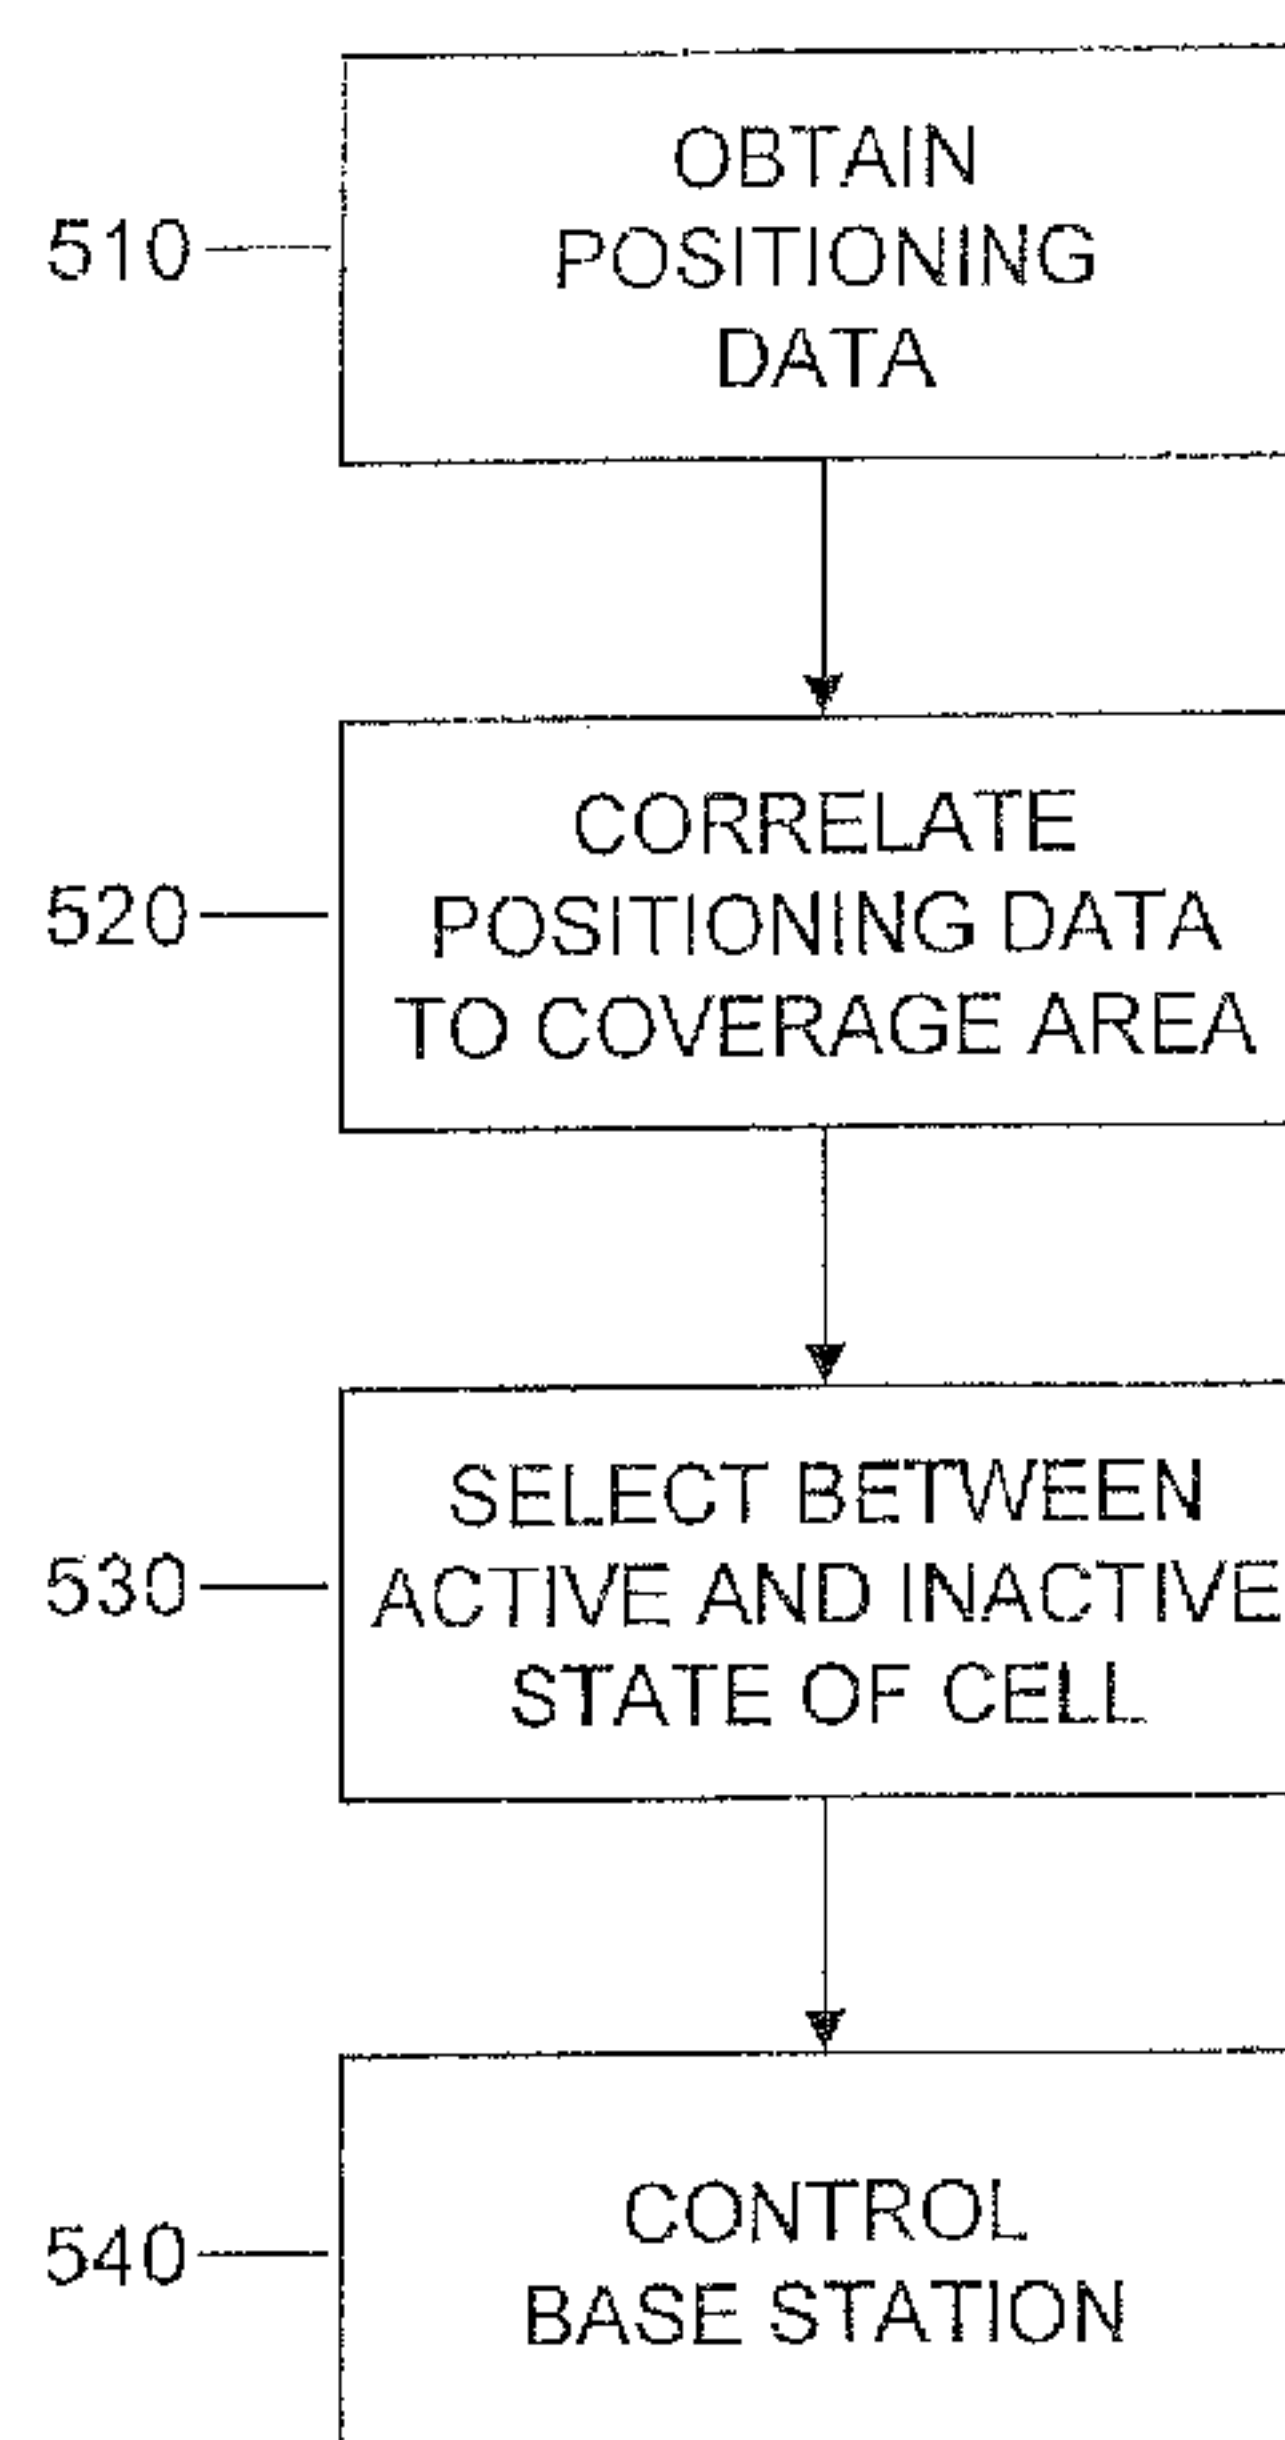 510
OBTAIN
POSITIONING
DATA
520
CORRELATE
POSITIONING DATA
TO COVERAGE AREA
530
SELECT BETWEEN
ACTIVE AND INACTIVE
STATE OF CELL
540
CONTROL
BASE STATION